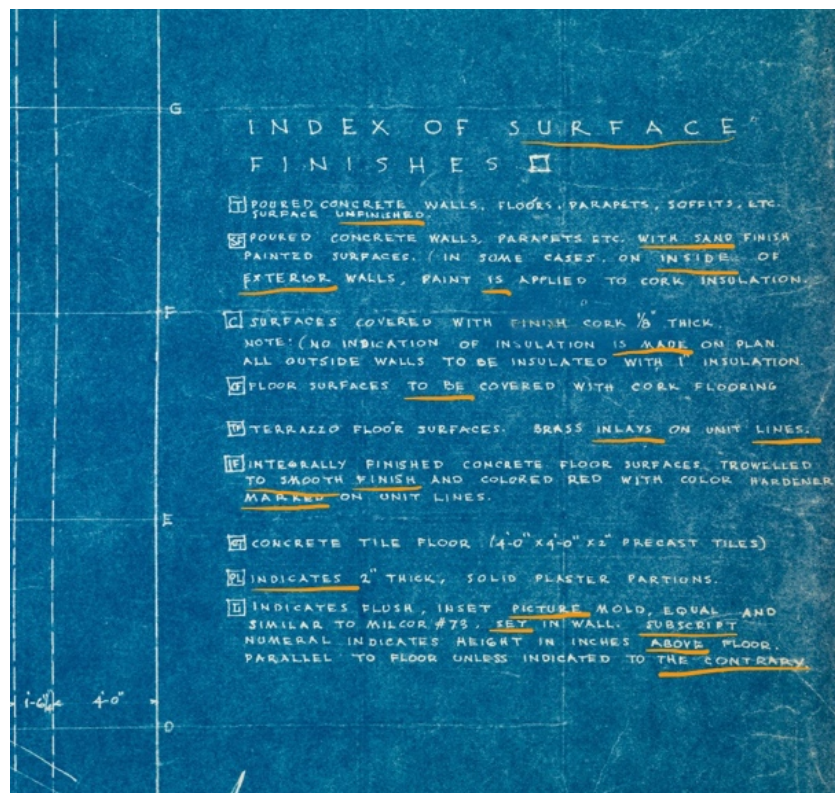 G
INDEX OF SURFACE
FINISHES
T POURED CONCRETE WALLS, FLOORS, PARAPETS, SOFFITS, ETC.
SURFACE UNFINISHED.
SF POURED CONCRETE WALLS, PARAPETS ETC. WITH SAND FINISH
PAINTED SURFACES. (IN SOME CASES, ON INSIDE OF
EXTERIOR WALLS, PAINT IS APPLIED TO CORK INSULATION.
F
C SURFACES COVERED WITH FINISH CORK 1/8" THICK.
NOTE: (NO INDICATION OF INSULATION IS MADE ON PLAN.
ALL OUTSIDE WALLS TO BE INSULATED WITH 1" INSULATION.
CF FLOOR SURFACES TO BE COVERED WITH CORK FLOORING
TERRAZZO FLOOR SURFACES. BRASS INLAYS ON UNIT LINES.
IF INTEGRALLY FINISHED CONCRETE FLOOR SURFACES, TROWELLED
TO SMOOTH FINISH AND COLORED RED WITH COLOR HARDENER
MARKED ON UNIT LINES.
E
CT CONCRETE TILE FLOOR (4'-0" X 4'-0" X 2" PRECAST TILES)
PL INDICATES 2" THICK, SOLID PLASTER PARTIONS.
INDICATES FLUSH, INSET PICTURE MOLD, EQUAL AND
SIMILAR TO MILCOR #73, SET IN WALL. SUBSCRIPT
NUMERAL INDICATES HEIGHT IN INCHES ABOVE FLOOR.
PARALLEL TO FLOOR UNLESS INDICATED TO THE CONTRARY.
4'-0"
D